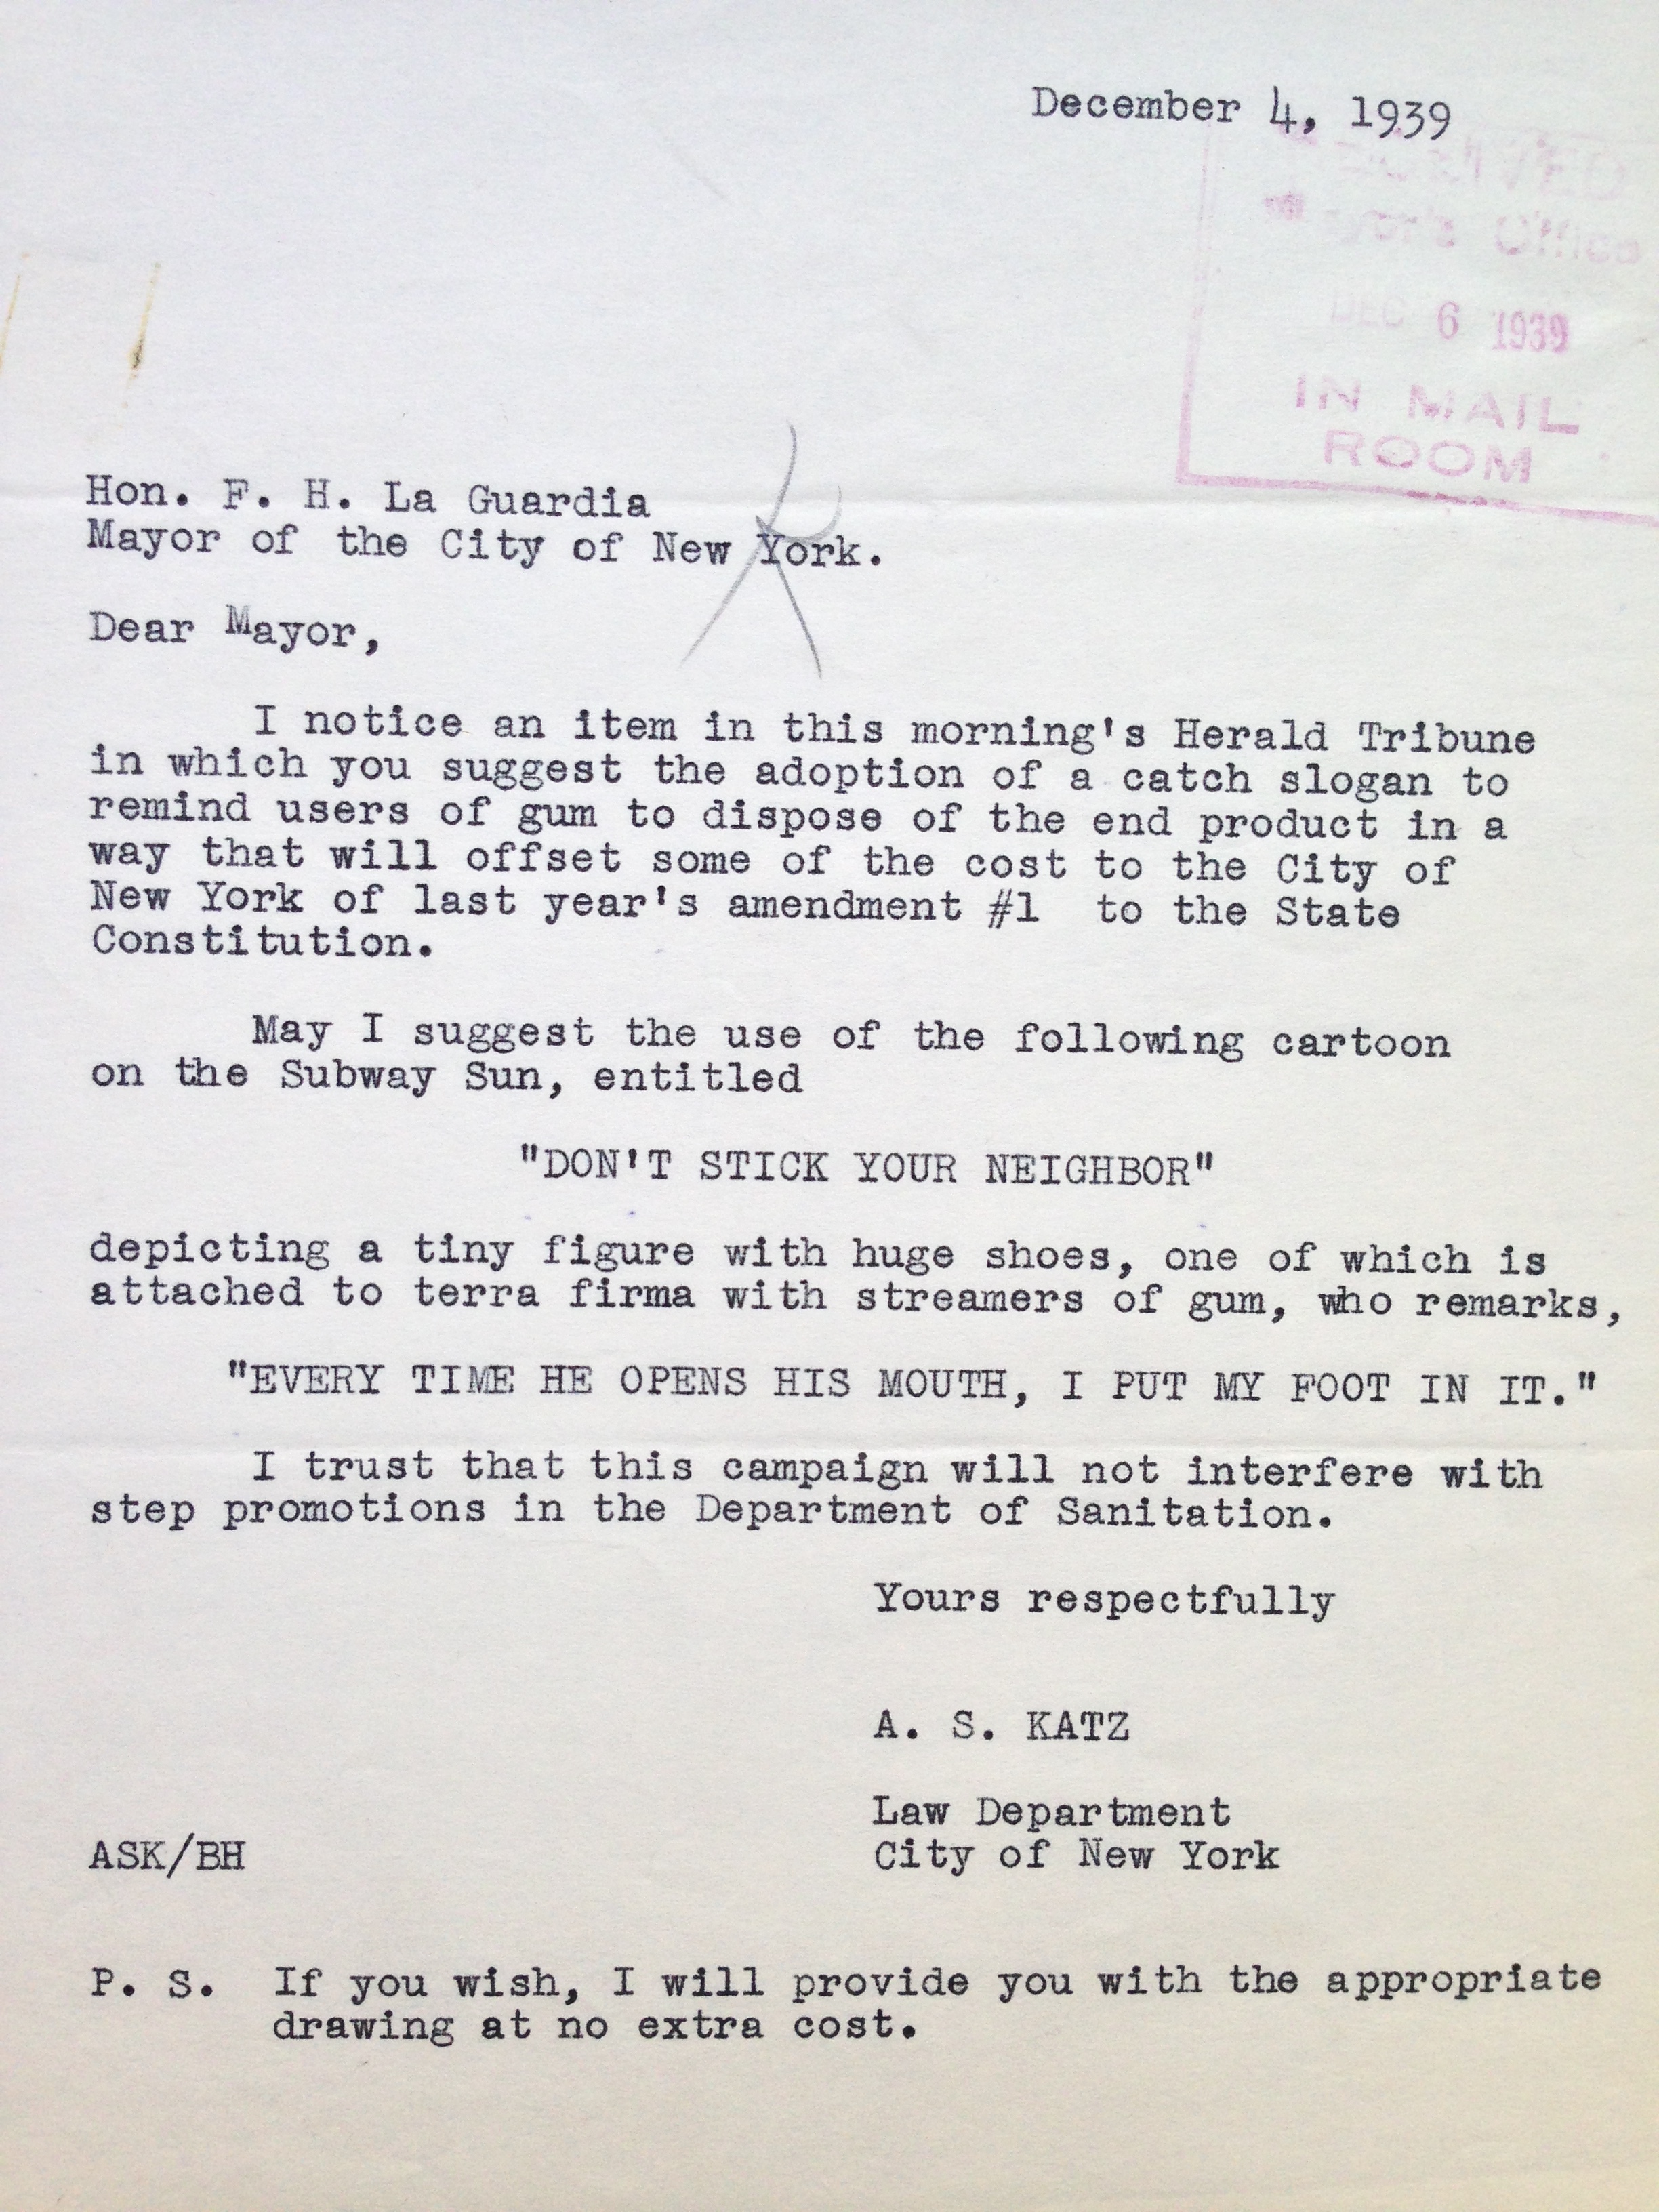 December 4, 1939
RECEIVED
Mayor's Office
DEC 6 1939
IN MAIL
ROOM
Hon. F. H. La Guardia
Mayor of the City of New York.
Dear Mayor,
I notice an item in this morning's Herald Tribune
in which you suggest the adoption of a catch slogan to
remind users of gum to dispose of the end product in a
way that will offset some of the cost to the City of
New York of last year's amendment #1 to the State
Constitution.
May I suggest the use of the following cartoon
on the Subway Sun, entitled
"DON'T STICK YOUR NEIGHBOR"
depicting a tiny figure with huge shoes, one of which is
attached to terra firma with streamers of gum, who remarks,
"EVERY TIME HE OPENS HIS MOUTH, I PUT MY FOOT IN IT."
I trust that this campaign will not interfere with
step promotions in the Department of Sanitation.
Yours respectfully
A. S. KATZ
Law Department
City of New York
ASK/BH
P. S. If you wish, I will provide you with the appropriate
drawing at no extra cost.